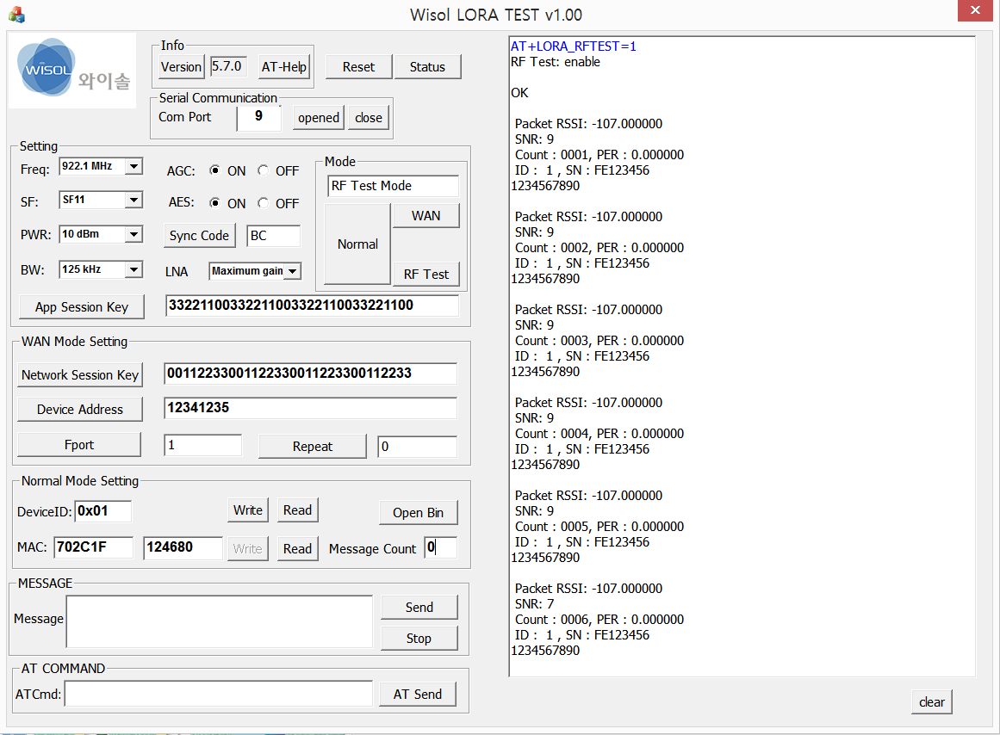 Wisol LORA TEST v1.00
WISOL
와이솔
Info
Version 5.7.0 AT-Help Reset Status
Serial Communication
Com Port 9 opened close
Setting
Freq: 922.1 MHz AGC: ON OFF
SF: SF11 AES: ON OFF
PWR: 10 dBm Sync Code BC
BW: 125 kHz LNA Maximum gain
Mode
RF Test Mode
Normal WAN
RF Test
App Session Key 33221100332211003322110033221100
WAN Mode Setting
Network Session Key 00112233001122330011223300112233
Device Address 12341235
Fport 1 Repeat 0
Normal Mode Setting
DeviceID: 0x01 Write Read Open Bin
MAC: 702C1F 124680 Write Read Message Count 0
MESSAGE
Message
Send
Stop
AT COMMAND
ATCmd: AT Send
AT+LORA_RFTEST=1
RF Test: enable
OK
Packet RSSI: -107.000000
SNR: 9
Count : 0001, PER : 0.000000
ID : 1 , SN : FE123456
1234567890
Packet RSSI: -107.000000
SNR: 9
Count : 0002, PER : 0.000000
ID : 1 , SN : FE123456
1234567890
Packet RSSI: -107.000000
SNR: 9
Count : 0003, PER : 0.000000
ID : 1 , SN : FE123456
1234567890
Packet RSSI: -107.000000
SNR: 9
Count : 0004, PER : 0.000000
ID : 1 , SN : FE123456
1234567890
Packet RSSI: -107.000000
SNR: 9
Count : 0005, PER : 0.000000
ID : 1 , SN : FE123456
1234567890
Packet RSSI: -107.000000
SNR: 7
Count : 0006, PER : 0.000000
ID : 1 , SN : FE123456
1234567890
clear